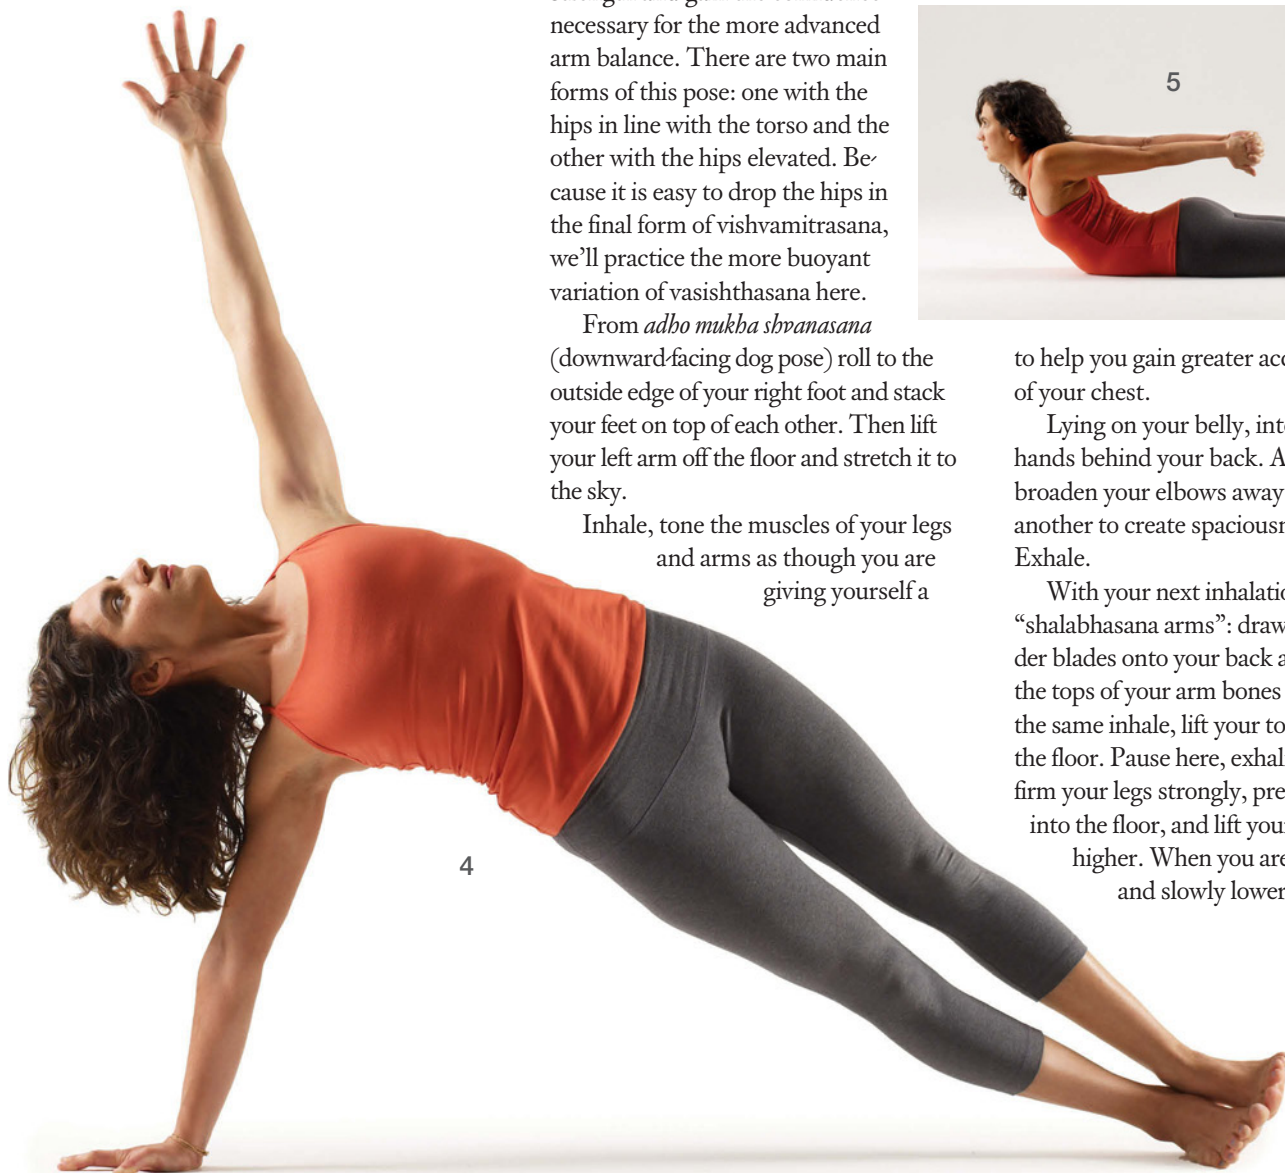 necessary for the more advanced
arm balance. There are two main
forms of this pose: one with the
hips in line with the torso and the
other with the hips elevated. Be-
cause it is easy to drop the hips in
the final form of vishvamitrasana,
we’ll practice the more buoyant
variation of vasishthasana here.
From adho mukha shvanasana
(downward-facing dog pose) roll to the
outside edge of your right foot and stack
your feet on top of each other. Then lift
your left arm off the floor and stretch it to
the sky.
Inhale, tone the muscles of your legs
and arms as though you are
giving yourself a
4
5
to help you gain greater acc
of your chest.
Lying on your belly, int
hands behind your back. A
broaden your elbows away
another to create spaciousn
Exhale.
With your next inhalatio
“shalabhasana arms”: draw
der blades onto your back a
the tops of your arm bones
the same inhale, lift your to
the floor. Pause here, exhal
firm your legs strongly, pre
into the floor, and lift your
higher. When you are
and slowly lower